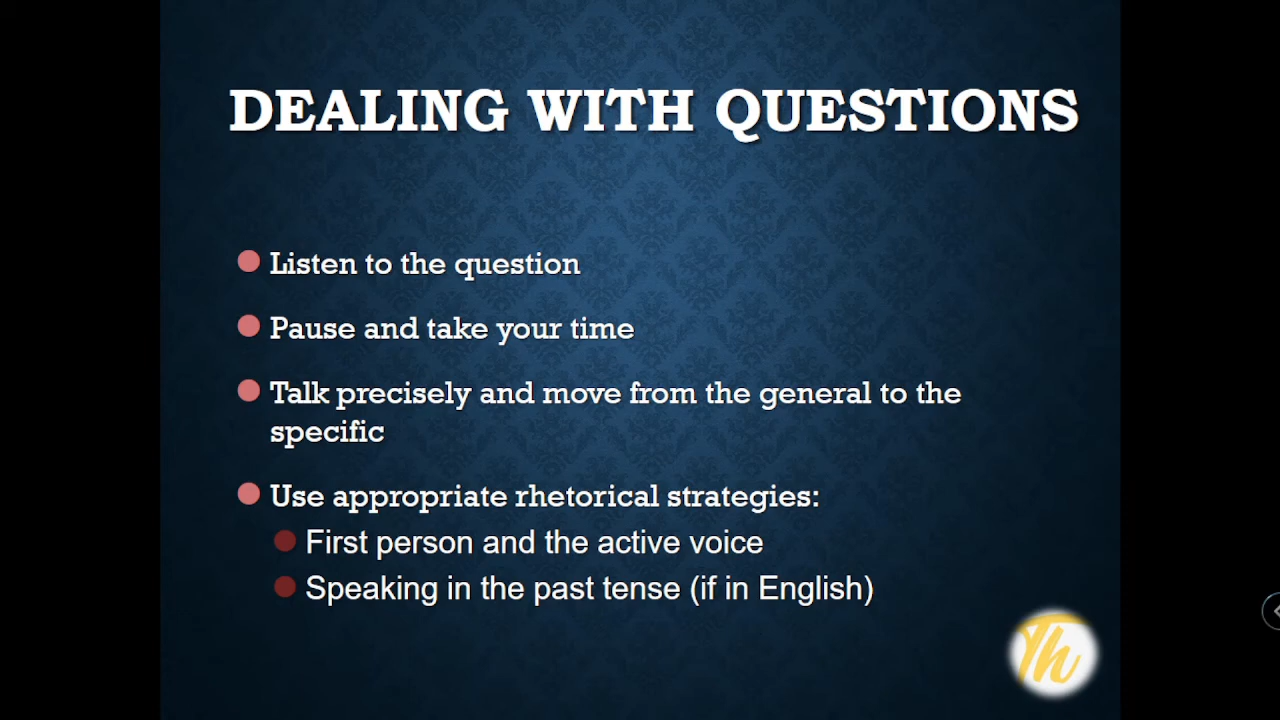 DEALING WITH QUESTIONS
Listen to the question
Pause and take your time
Talk precisely and move from the general to the
specific
Use appropriate rhetorical strategies:
First person and the active voice
Speaking in the past tense (if in English)
Th